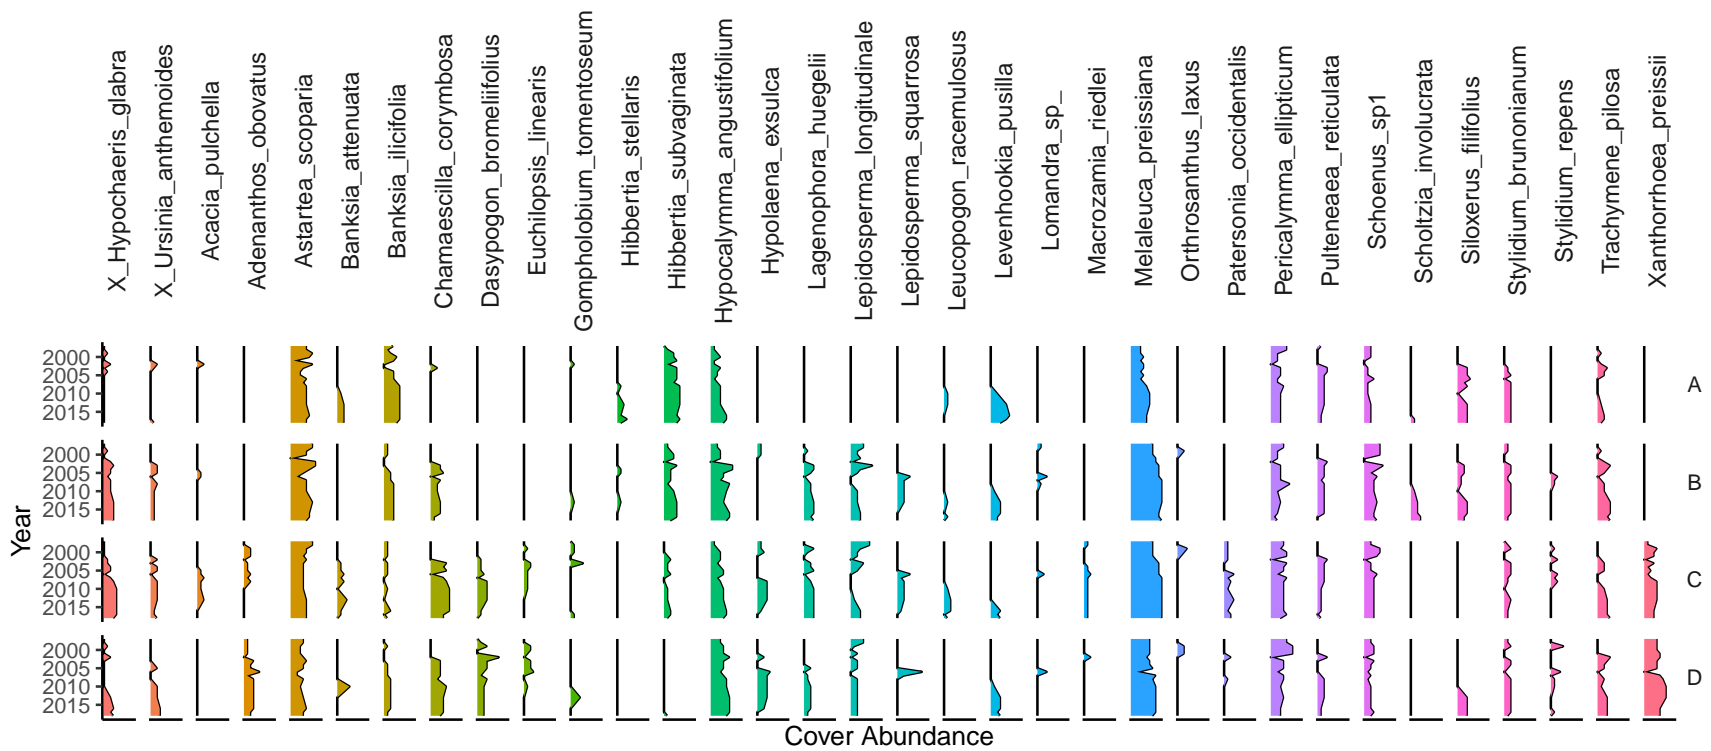 X_Hypochaeris_glabra
X_Ursinia_anthemoides
Acacia_pulchella
Adenanthos_obovatus
Astartea_scoparia
Banksia_attenuata
Banksia_ilicifolia
Chamaescilla_corymbosa
Dasypogon_bromeliifolius
Euchilopsis_linearis
Gompholobium_tomentoseum
Hibbertia_stellaris
Hibbertia_subvaginata
Hypocalymma_angustifolium
Hypolaena_exsulca
Lagenophora_huegelii
Lepidosperma_longitudinale
Lepidosperma_squarrosa
Leucopogon_racemulosus
Levenhookia_pusilla
Lomandra_sp_
Macrozamia_riedlei
Melaleuca_preissiana
Orthrosanthus_laxus
Patersonia_occidentalis
Pericalymma_ellipticum
Pulteneaea_reticulata
Schoenus_sp1
Scholtzia_involucrata
Siloxerus_filifolius
Stylidium_brunonianum
Stylidium_repens
Trachymene_pilosa
Xanthorrhoea_preissii
Year
2000
2005
2010
2015
A
2000
2005
2010
2015
B
2000
2005
2010
2015
C
2000
2005
2010
2015
D
Cover Abundance